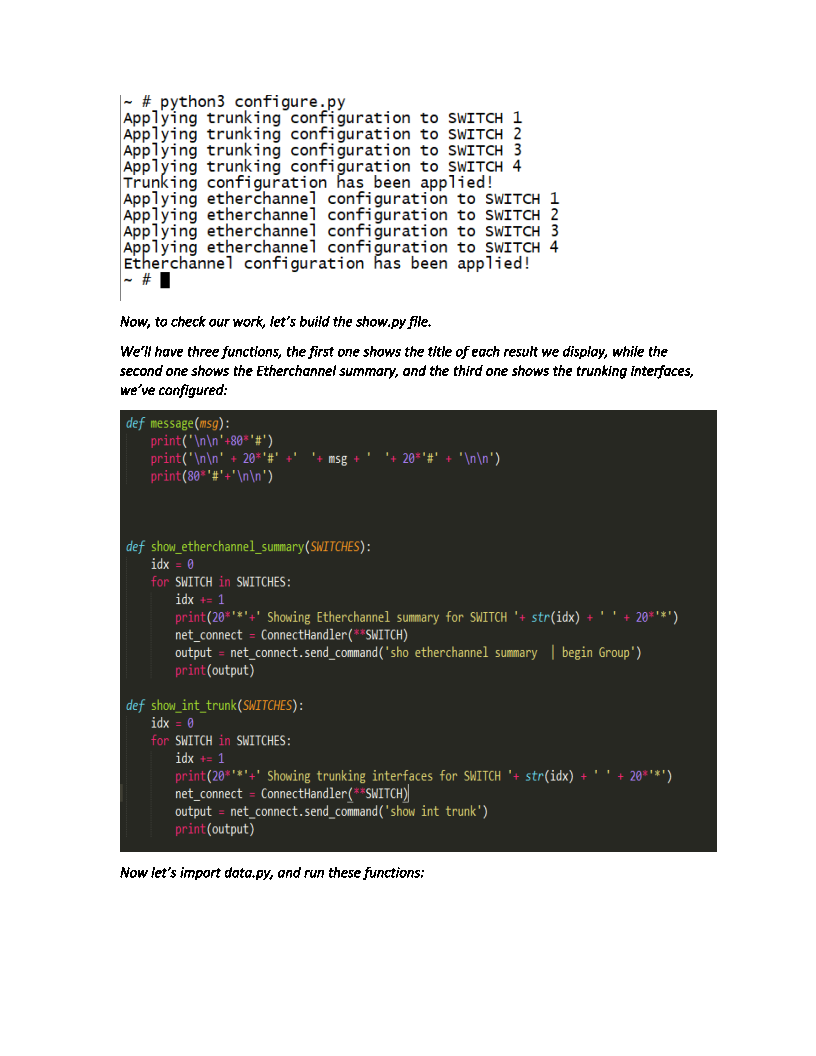 ~ # python3 configure.py
Applying trunking configuration to SWITCH 1
Applying trunking configuration to SWITCH 2
Applying trunking configuration to SWITCH 3
Applying trunking configuration to SWITCH 4
Trunking configuration has been applied!
Applying etherchannel configuration to SWITCH 1
Applying etherchannel configuration to SWITCH 2
Applying etherchannel configuration to SWITCH 3
Applying etherchannel configuration to SWITCH 4
Etherchannel configuration has been applied!
~ #
Now, to check our work, let's build the show.py file.
We'll have three functions, the first one shows the title of each result we display, while the
second one shows the Etherchannel summary, and the third one shows the trunking interfaces,
we've configured:
def message(msg):
    print('\n\n'+80*'#')
    print('\n\n' + 20*'#' +'  '+ msg + '  '+ 20*'#' + '\n\n')
    print(80*'#'+'\n\n')
def show_etherchannel_summary(SWITCHES):
    idx = 0
    for SWITCH in SWITCHES:
        idx += 1
        print(20*'*'+' Showing Etherchannel summary for SWITCH '+ str(idx) + ' ' + 20*'*')
        net_connect = ConnectHandler(**SWITCH)
        output = net_connect.send_command('sho etherchannel summary  | begin Group')
        print(output)
def show_int_trunk(SWITCHES):
    idx = 0
    for SWITCH in SWITCHES:
        idx += 1
        print(20*'*'+' Showing trunking interfaces for SWITCH '+ str(idx) + ' ' + 20*'*')
        net_connect = ConnectHandler(**SWITCH)
        output = net_connect.send_command('show int trunk')
        print(output)
Now let's import data.py, and run these functions: